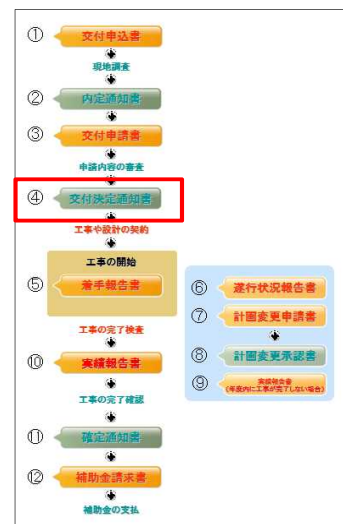 ① 交付申込書
現地調査
② 内定通知書
③ 交付申請書
申請内容の審査
④ 交付決定通知書
工事や設計の契約
工事の開始
⑤ 着手報告書
⑥ 遂行状況報告書
⑦ 計画変更申請書
⑧ 計画変更承認書
⑨ 実績報告書
(年度内に工事が完了しない場合)
工事の完了検査
⑩ 実績報告書
工事の完了確認
⑪ 確定通知書
⑫ 補助金請求書
補助金の支払